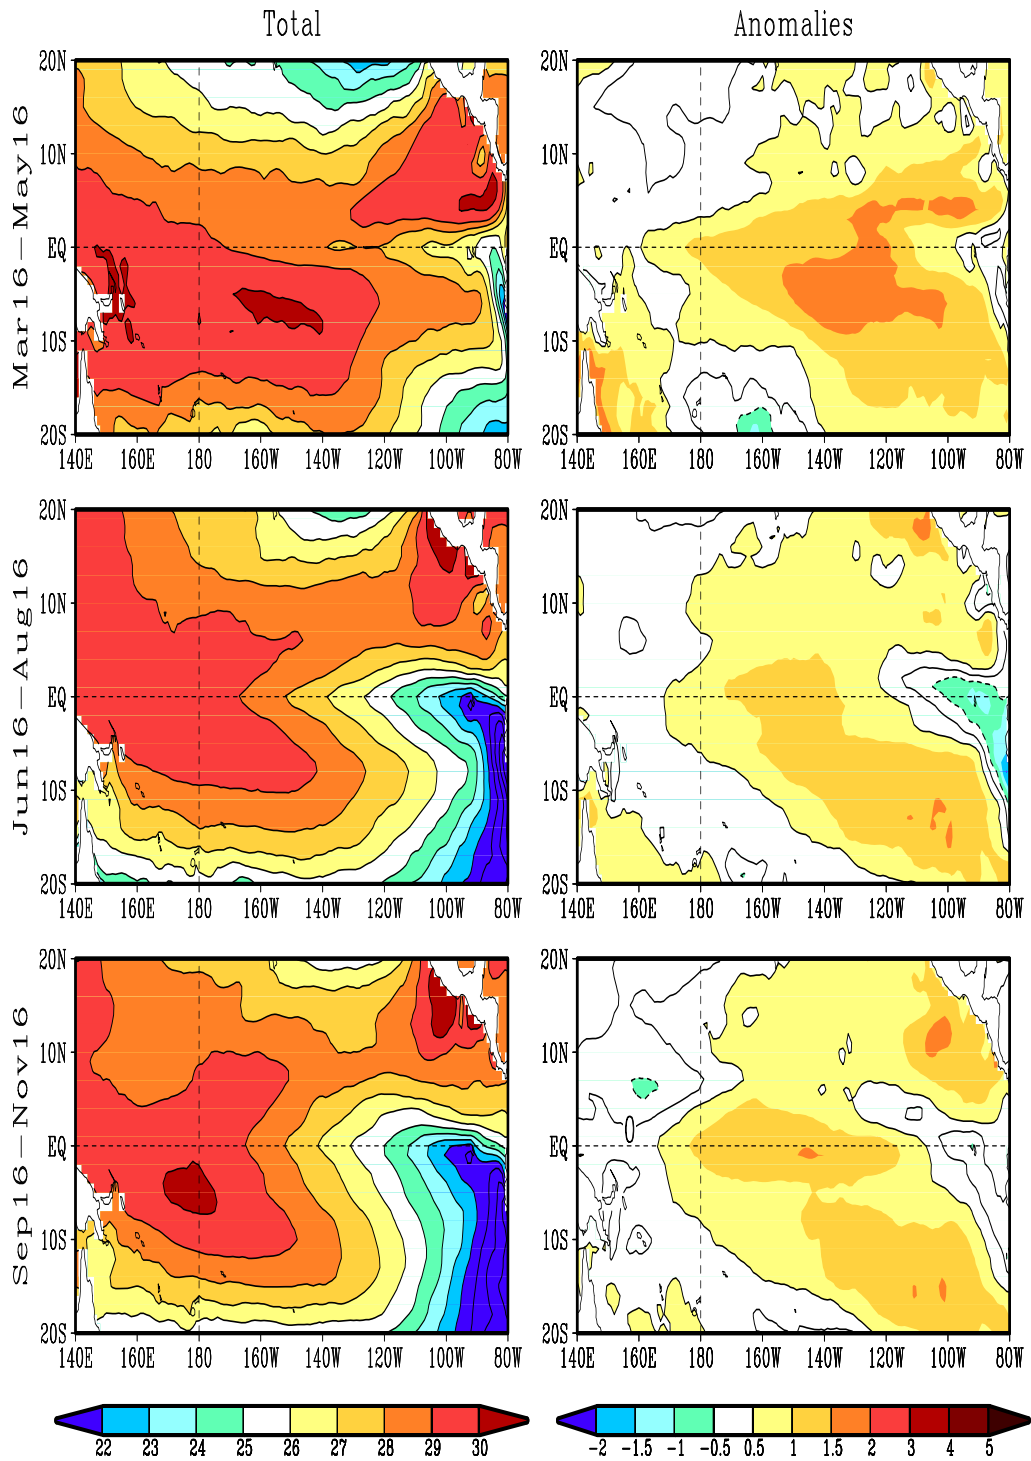 Total Anomalies
Mar16–May16
20N
10N
EQ
10S
20S
140E 160E 180 160W 140W 120W 100W 80W
20N
10N
EQ
10S
20S
140E 160E 180 160W 140W 120W 100W 80W
Jun16–Aug16
20N
10N
EQ
10S
20S
140E 160E 180 160W 140W 120W 100W 80W
20N
10N
EQ
10S
20S
140E 160E 180 160W 140W 120W 100W 80W
Sep16–Nov16
20N
10N
EQ
10S
20S
140E 160E 180 160W 140W 120W 100W 80W
20N
10N
EQ
10S
20S
140E 160E 180 160W 140W 120W 100W 80W
22 23 24 25 26 27 28 29 30
-2 -1.5 -1 -0.5 0.5 1 1.5 2 3 4 5